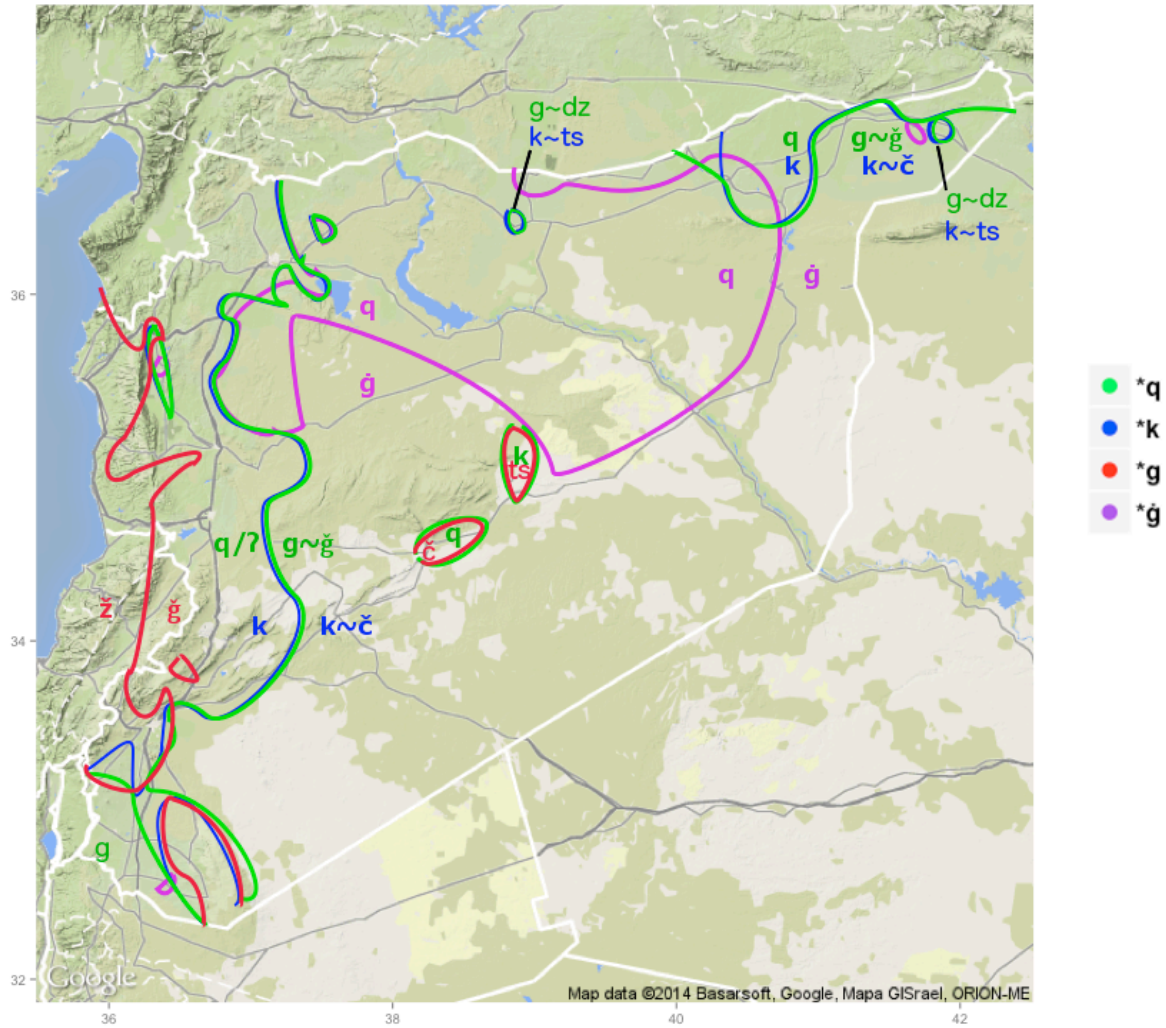 g~dz
k~ts
q
k
g~ǧ
k~č
g~dz
k~ts
q
ġ
q
ġ
k
ts
q
č
q/?
g~ǧ
ž
ǧ
k
k~č
g
36
34
32
36
38
40
42
*q
*k
*g
*ġ
Google
Map data ©2014 Basarsoft, Google, Mapa GISrael, ORION-ME